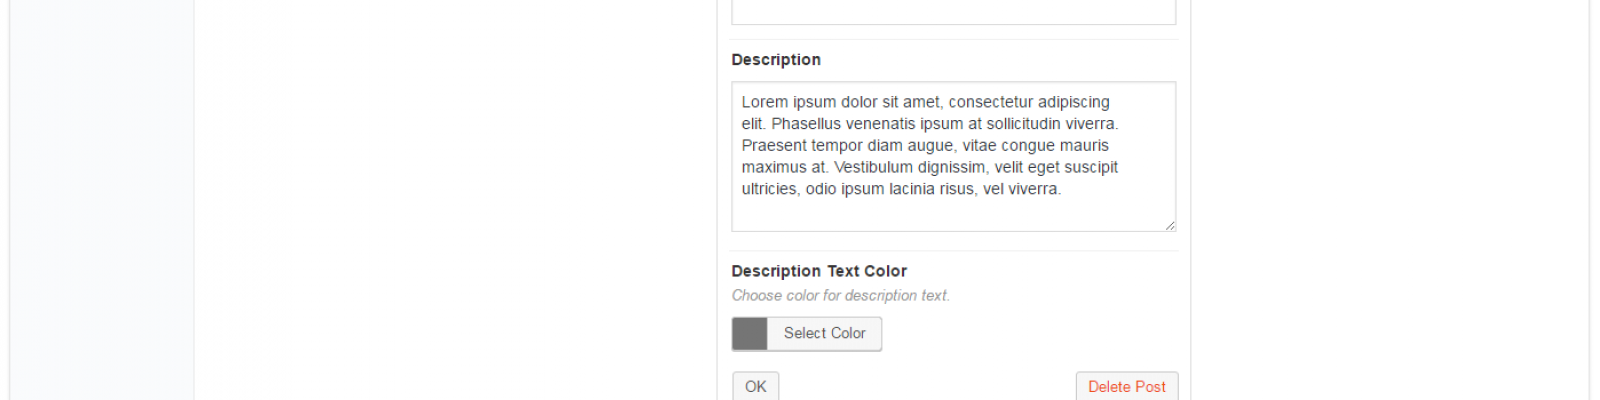 Description
Lorem ipsum dolor sit amet, consectetur adipiscing
elit. Phasellus venenatis ipsum at sollicitudin viverra.
Praesent tempor diam augue, vitae congue mauris
maximus at. Vestibulum dignissim, velit eget suscipit
ultricies, odio ipsum lacinia risus, vel viverra.
Description Text Color
Choose color for description text.
Select Color
OK
Delete Post